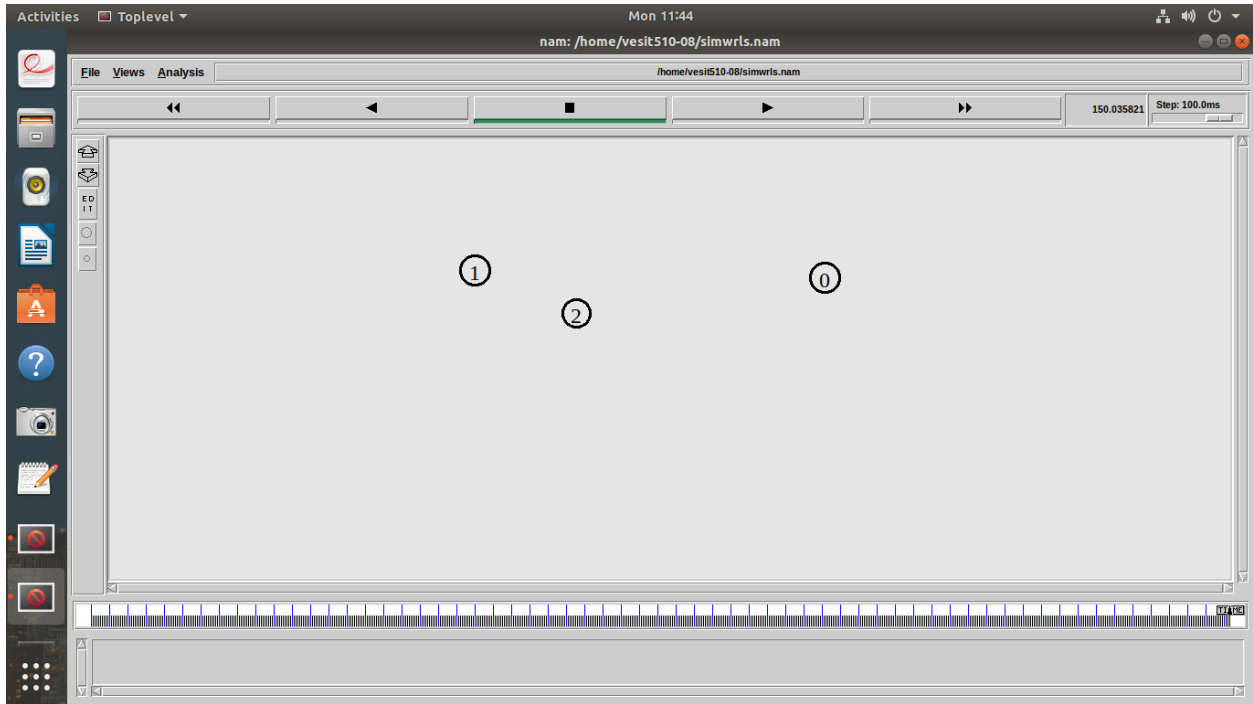 Activities Toplevel Mon 11:44
nam: /home/vesit510-08/simwrls.nam
File Views Analysis /home/vesit510-08/simwrls.nam
150.035821 Step: 100.0ms
ED
IT
1
0
2
TIME